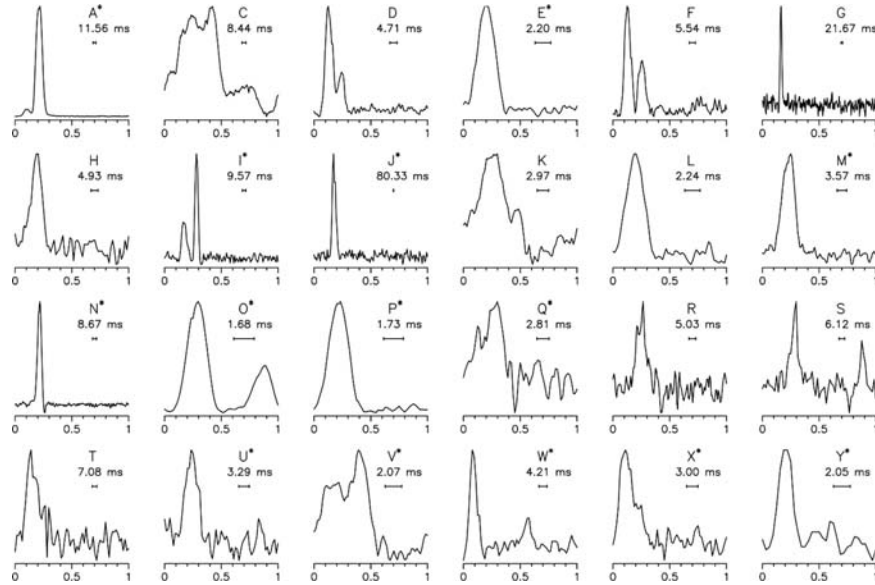 A* C D E* F G
11.56 ms 8.44 ms 4.71 ms 2.20 ms 5.54 ms 21.67 ms
0 0.5 1 0 0.5 1 0 0.5 1 0 0.5 1 0 0.5 1 0 0.5 1
H I* J* K L M*
4.93 ms 9.57 ms 80.33 ms 2.97 ms 2.24 ms 3.57 ms
0 0.5 1 0 0.5 1 0 0.5 1 0 0.5 1 0 0.5 1 0 0.5 1
N* O* P* Q* R S
8.67 ms 1.68 ms 1.73 ms 2.81 ms 5.03 ms 6.12 ms
0 0.5 1 0 0.5 1 0 0.5 1 0 0.5 1 0 0.5 1 0 0.5 1
T U* V* W* X* Y*
7.08 ms 3.29 ms 2.07 ms 4.21 ms 3.00 ms 2.05 ms
0 0.5 1 0 0.5 1 0 0.5 1 0 0.5 1 0 0.5 1 0 0.5 1